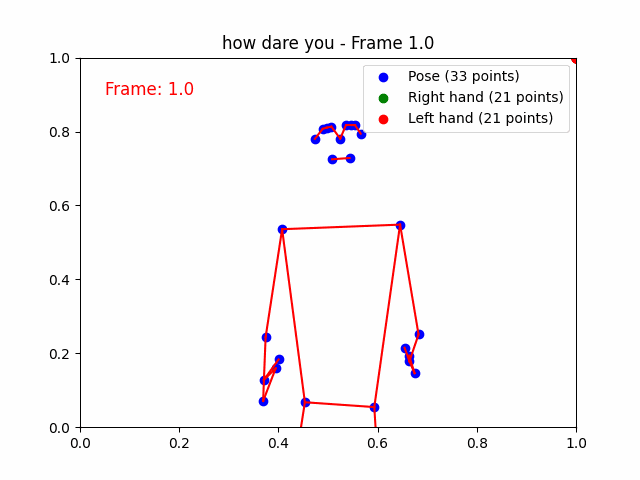 how dare you - Frame 1.0
Frame: 1.0
Pose (33 points)
Right hand (21 points)
Left hand (21 points)
1.0
0.8
0.6
0.4
0.2
0.0
0.0 0.2 0.4 0.6 0.8 1.0